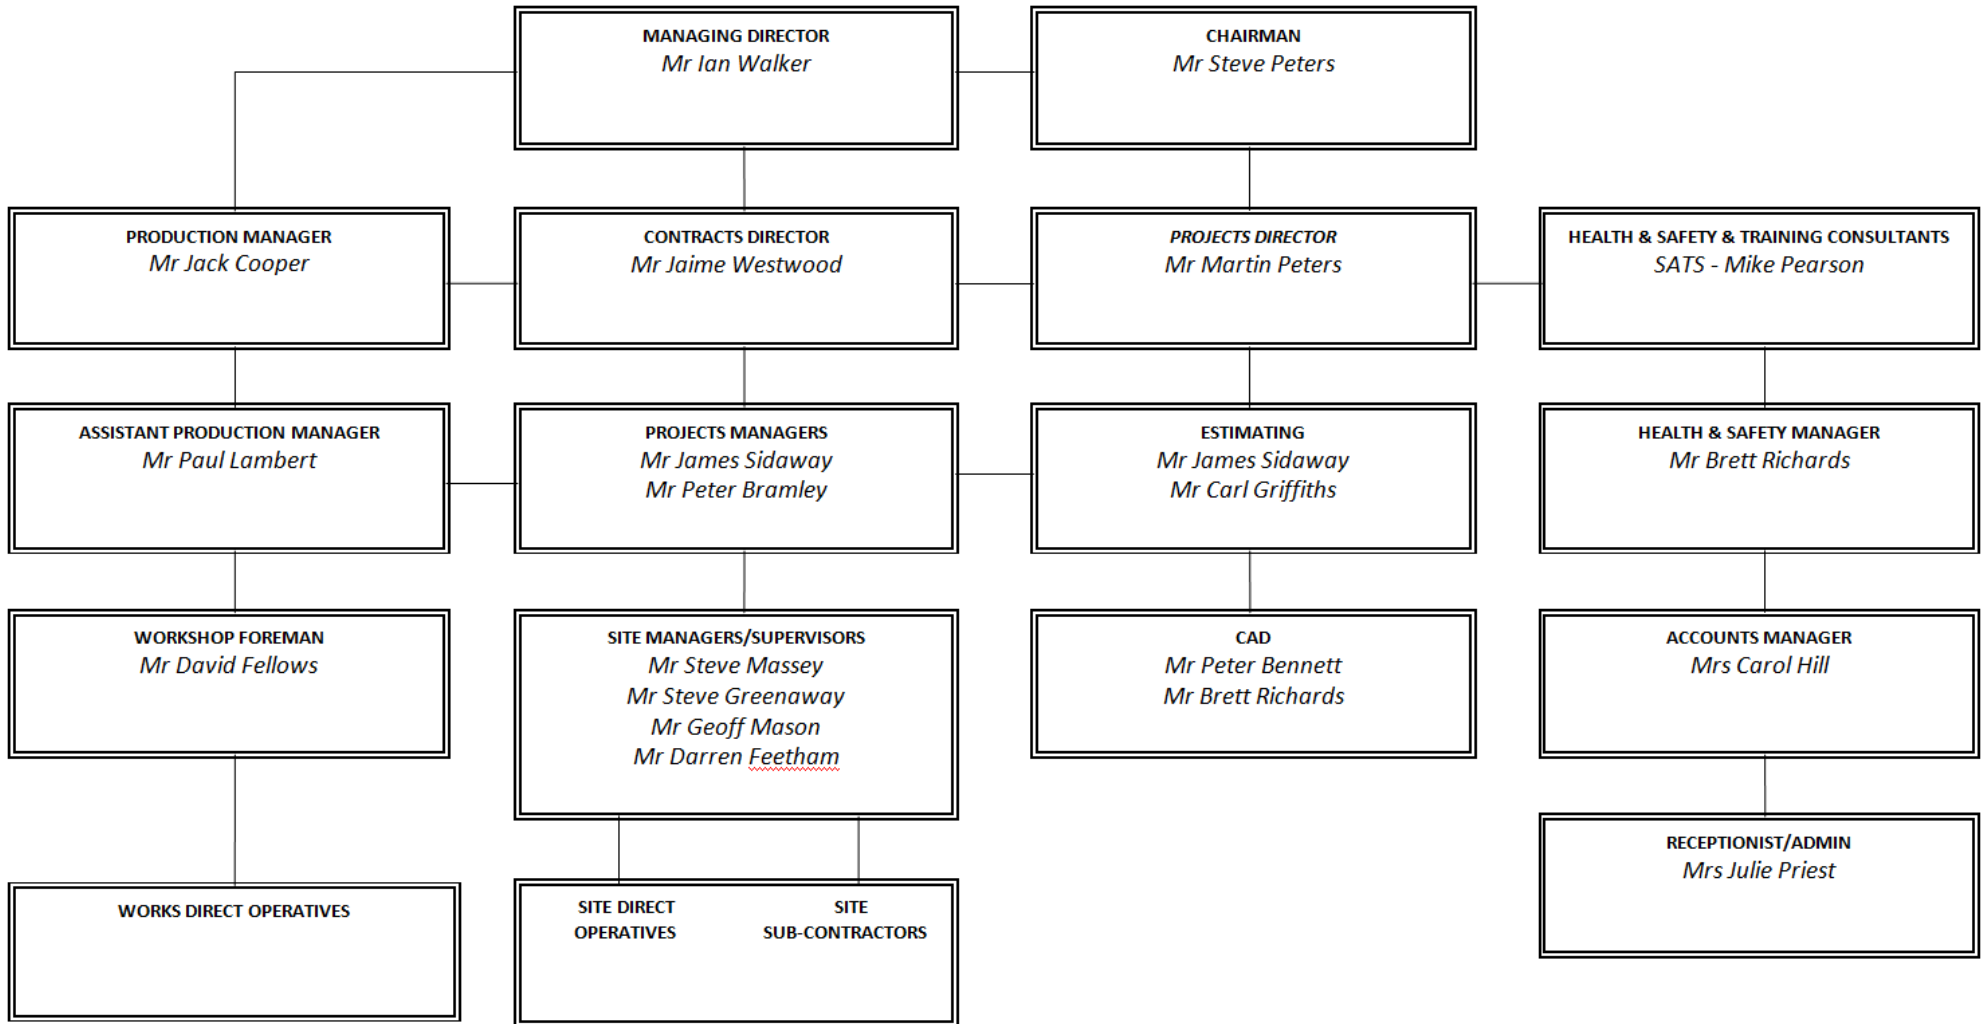 MANAGING DIRECTOR
Mr Ian Walker
CHAIRMAN
Mr Steve Peters
PRODUCTION MANAGER
Mr Jack Cooper
CONTRACTS DIRECTOR
Mr Jaime Westwood
PROJECTS DIRECTOR
Mr Martin Peters
HEALTH & SAFETY & TRAINING CONSULTANTS
SATS - Mike Pearson
ASSISTANT PRODUCTION MANAGER
Mr Paul Lambert
PROJECTS MANAGERS
Mr James Sidaway
Mr Peter Bramley
ESTIMATING
Mr James Sidaway
Mr Carl Griffiths
HEALTH & SAFETY MANAGER
Mr Brett Richards
WORKSHOP FOREMAN
Mr David Fellows
SITE MANAGERS/SUPERVISORS
Mr Steve Massey
Mr Steve Greenaway
Mr Geoff Mason
Mr Darren Feetham
CAD
Mr Peter Bennett
Mr Brett Richards
ACCOUNTS MANAGER
Mrs Carol Hill
RECEPTIONIST/ADMIN
Mrs Julie Priest
WORKS DIRECT OPERATIVES
SITE DIRECT
OPERATIVES
SITE
SUB-CONTRACTORS